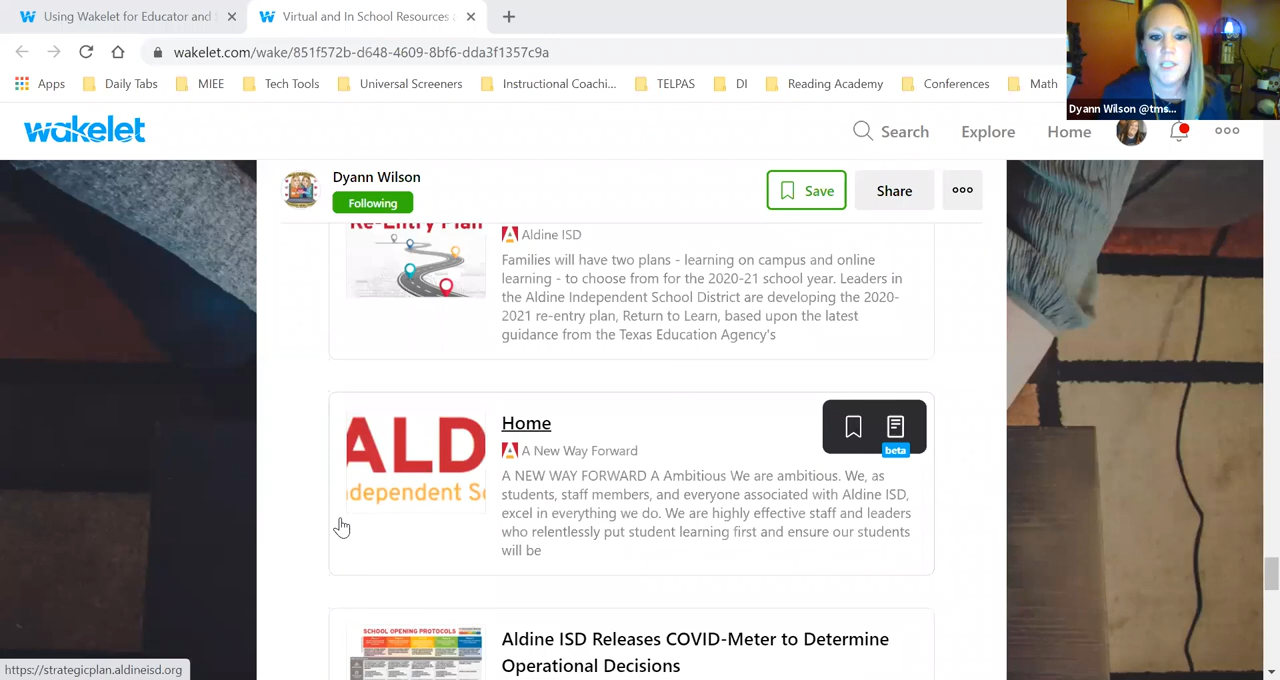 Using Wakelet for Educator and
Virtual and In School Resources
wakelet.com/wake/851f572b-d648-4609-8bf6-dda3f1357c9a
Apps Daily Tabs MIEE Tech Tools Universal Screeners Instructional Coachi... TELPAS DI Reading Academy Conferences Math
Dyann Wilson @tms...
wakelet
Search Explore Home
Dyann Wilson
Following
Save Share
Re-Entry Plan
Aldine ISD
Families will have two plans - learning on campus and online
learning - to choose from for the 2020-21 school year. Leaders in
the Aldine Independent School District are developing the 2020-
2021 re-entry plan, Return to Learn, based upon the latest
guidance from the Texas Education Agency's
ALD
ndependent S
Home
beta
A New Way Forward
A NEW WAY FORWARD A Ambitious We are ambitious. We, as
students, staff members, and everyone associated with Aldine ISD,
excel in everything we do. We are highly effective staff and leaders
who relentlessly put student learning first and ensure our students
will be
SCHOOL OPENING PROTOCOLS
Aldine ISD Releases COVID-Meter to Determine
Operational Decisions
https://strategicplan.aldineisd.org